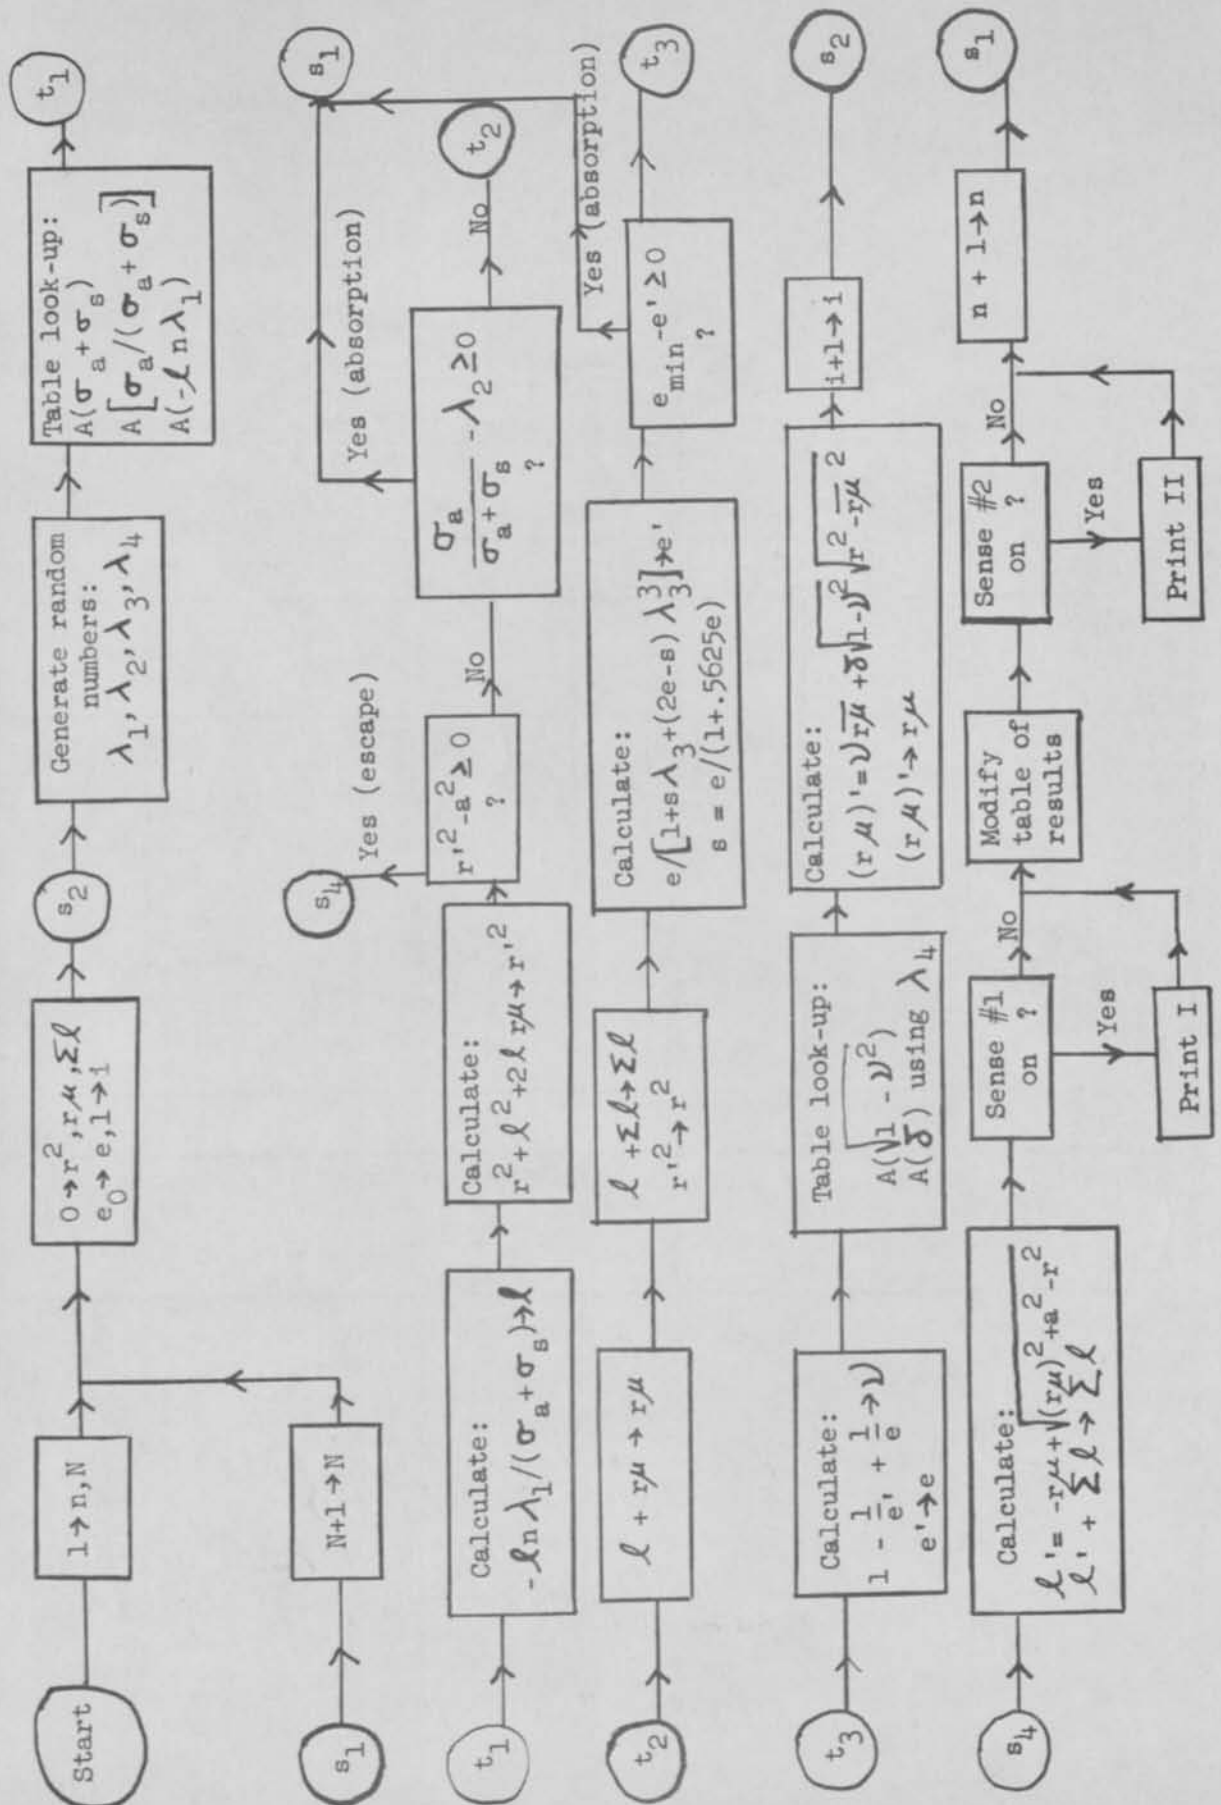 Start
1→n,N
0→r²,rμ,Σℓ
e₀→e,1→i
s₂
Generate random
numbers:
λ₁,λ₂,λ₃,λ₄
Table look-up:
A(σₐ+σₛ)
A[σₐ/(σₐ+σₛ)]
A(-ℓnλ₁)
t₁
s₁
N+1→N
t₁
Calculate:
-ℓnλ₁/(σₐ+σₛ)→ℓ
Calculate:
r²+ℓ²+2ℓrμ→r'²
r'²-a²≥0
?
Yes (escape)
s₄
No
σₐ/(σₐ+σₛ) -λ₂≥0
?
Yes (absorption)
s₁
No
t₂
t₂
ℓ + rμ→rμ
ℓ +Σℓ→Σℓ
r'²→r²
Calculate:
e/[1+sλ₃+(2e-s)λ₃³]→e'
s = e/(1+.5625e)
e_min-e'≥0
?
Yes (absorption)
t₃
t₃
Calculate:
1 - 1/e' + 1/e →ν
e'→e
Table look-up:
A(√(1-ν²))
A(γ̄) using λ₄
Calculate:
(rμ)'=ν r̅μ̅ +γ̄√(1-ν²) √(r²-r̅μ̅²)
(rμ)'→rμ
i+1→i
s₂
s₄
Calculate:
ℓ'= -rμ+√((rμ)²+a²-r²)
ℓ' + Σℓ → Σℓ
Sense #1
on ?
No
Yes
Print I
Modify
table of
results
Sense #2
on ?
No
Yes
Print II
n + 1→n
s₁